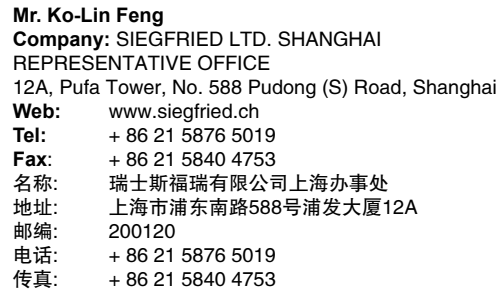 Mr. Ko-Lin Feng
Company: SIEGFRIED LTD. SHANGHAI
REPRESENTATIVE OFFICE
12A, Pufa Tower, No. 588 Pudong (S) Road, Shanghai
Web: www.siegfried.ch
Tel: + 86 21 5876 5019
Fax: + 86 21 5840 4753
名称: 瑞士斯福瑞有限公司上海办事处
地址: 上海市浦东南路588号浦发大厦12A
邮编: 200120
电话: + 86 21 5876 5019
传真: + 86 21 5840 4753